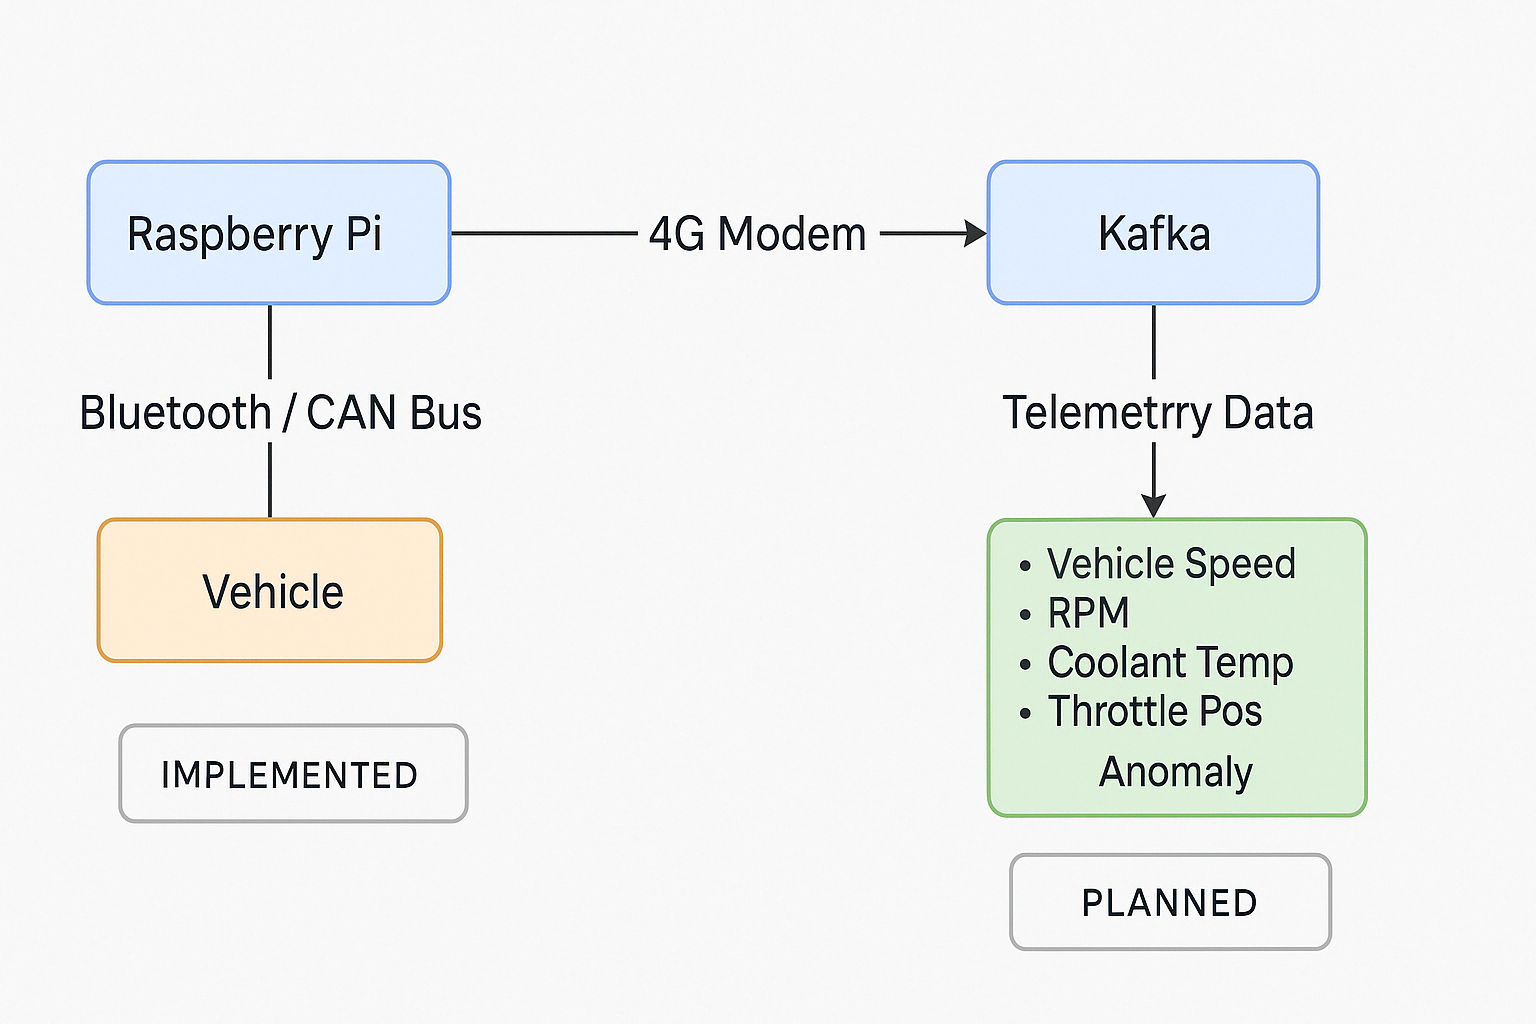 Raspberry Pi
4G Modem
Kafka
Bluetooth / CAN Bus
Telemetrry Data
Vehicle
• Vehicle Speed
• RPM
• Coolant Temp
• Throttle Pos
Anomaly
IMPLEMENTED
PLANNED